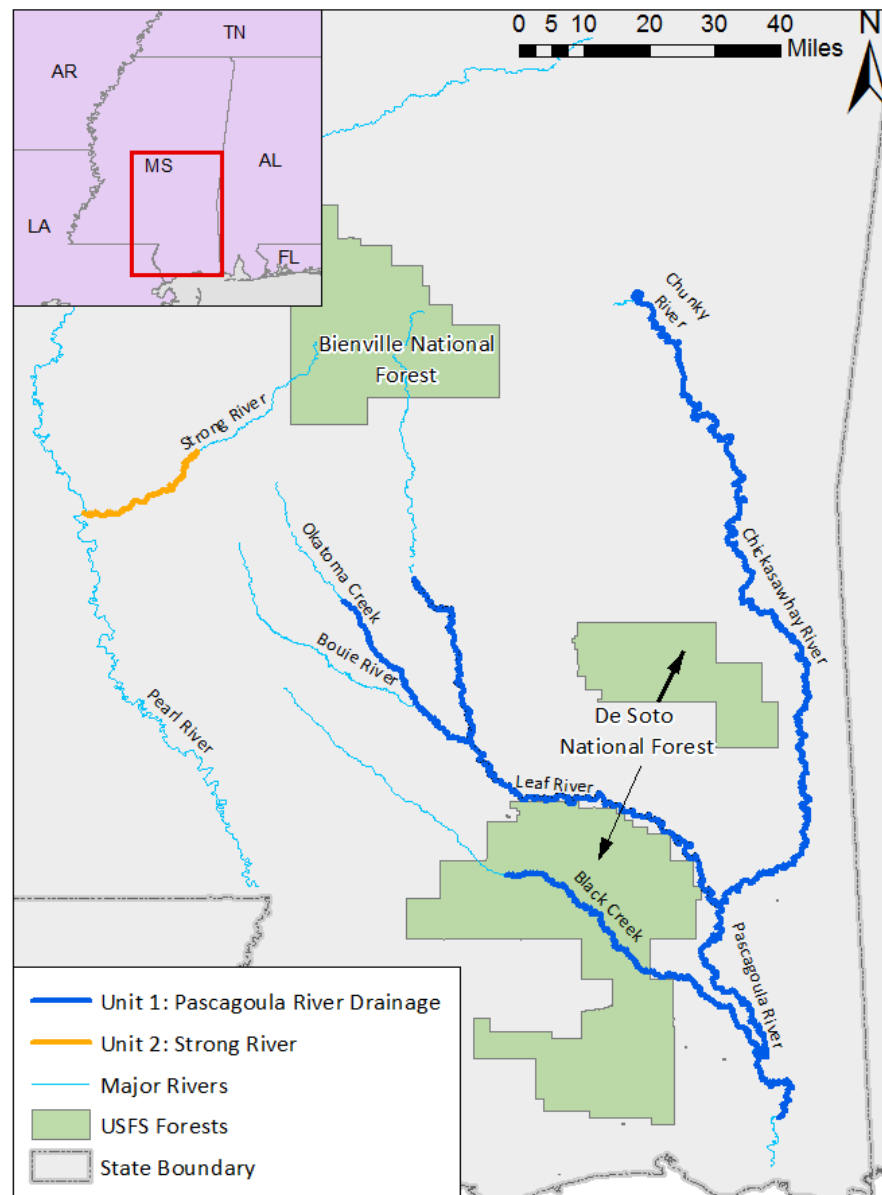 TN
AR
MS
AL
LA
FL
0 5 10 20 30 40
Miles
N
Bienville National
Forest
Chunky
River
Strong River
Okatoma Creek
Bouie River
Chickasawhay River
Pearl River
De Soto
National Forest
Leaf River
Black Creek
Pascagoula River
Unit 1: Pascagoula River Drainage
Unit 2: Strong River
Major Rivers
USFS Forests
State Boundary